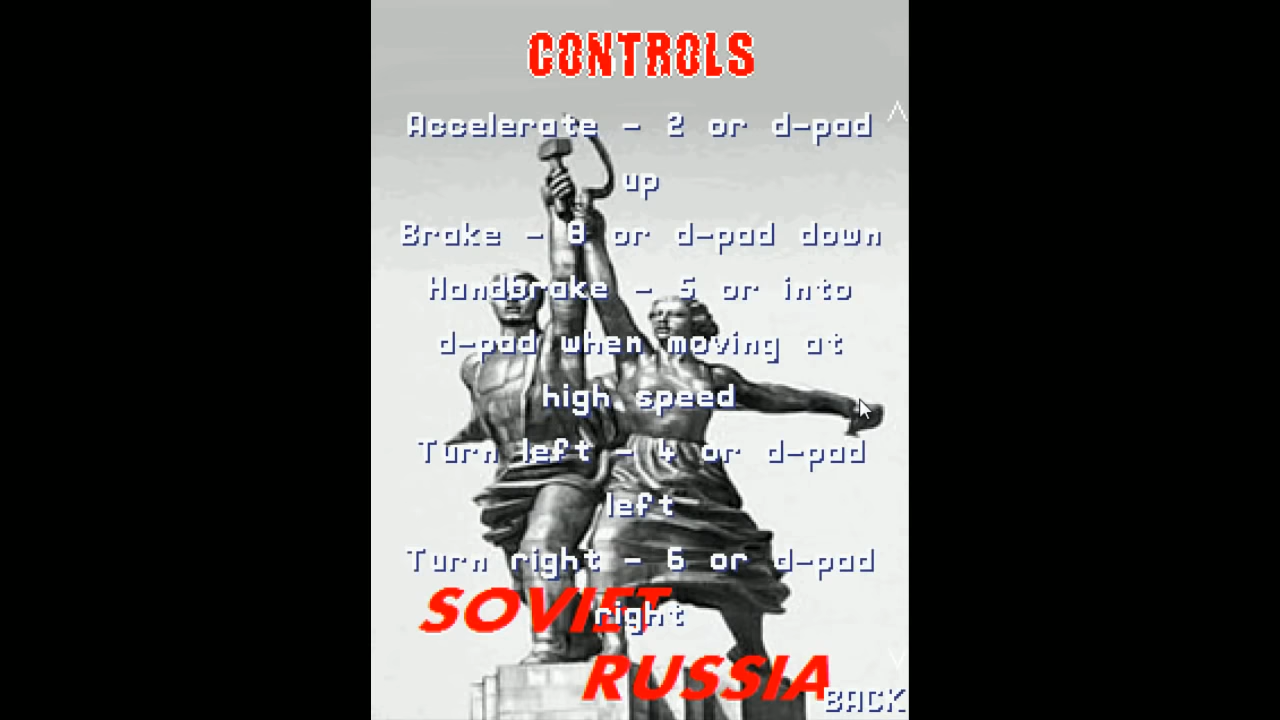 CONTROLS
Accelerate - 2 or d-pad
up
Brake - 8 or d-pad down
Handbrake - 5 or into
d-pad when moving at
high speed
Turn left - 4 or d-pad
left
Turn right - 6 or d-pad
right
SOVIET
RUSSIA
BACK